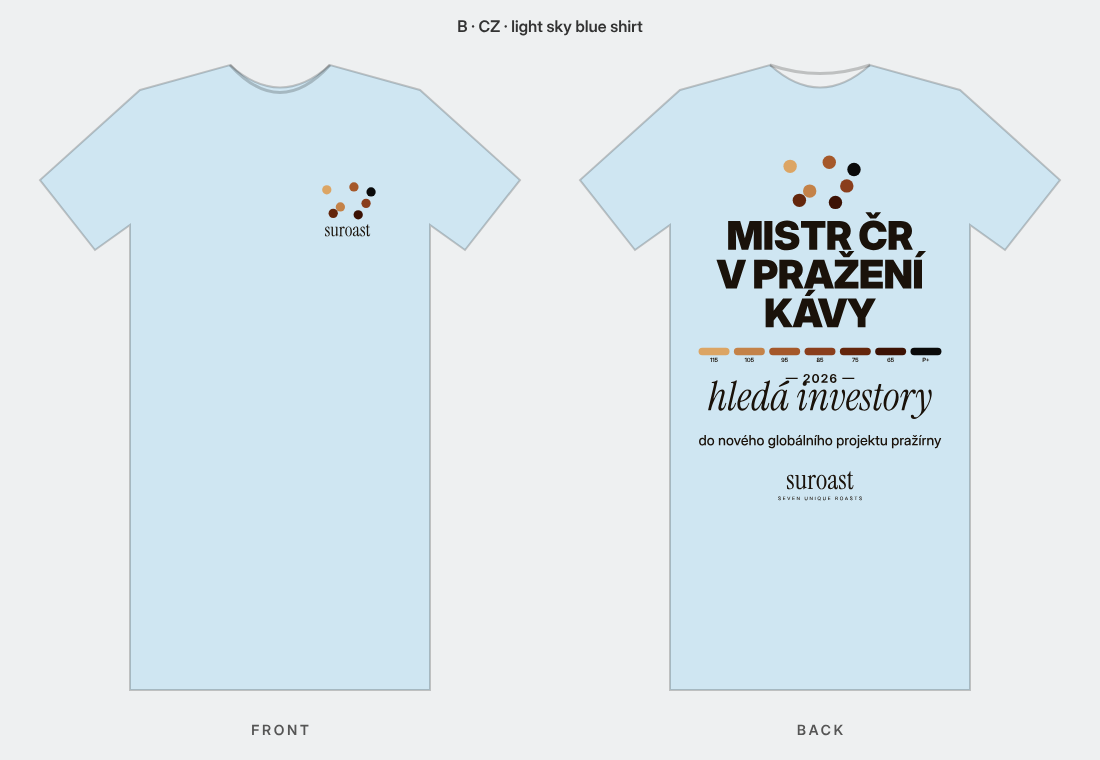 B · CZ · light sky blue shirt
suroast
MISTR ČR
V PRAŽENÍ
KÁVY
115 105 95 85 75 65 P+
— 2026 —
hledá investory
do nového globálního projektu pražírny
suroast
SEVEN UNIQUE ROASTS
FRONT
BACK